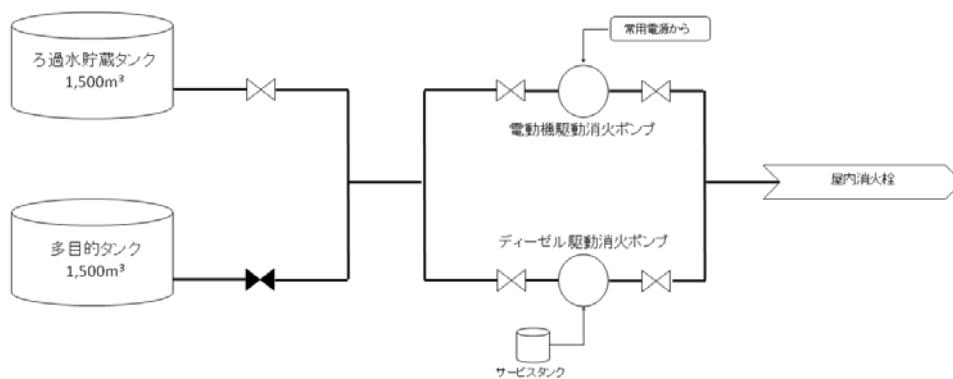 常用電源から
ろ過水貯蔵タンク
1,500m³
電動機駆動消火ポンプ
屋内消火栓
多目的タンク
1,500m³
ディーゼル駆動消火ポンプ
サービスタンク